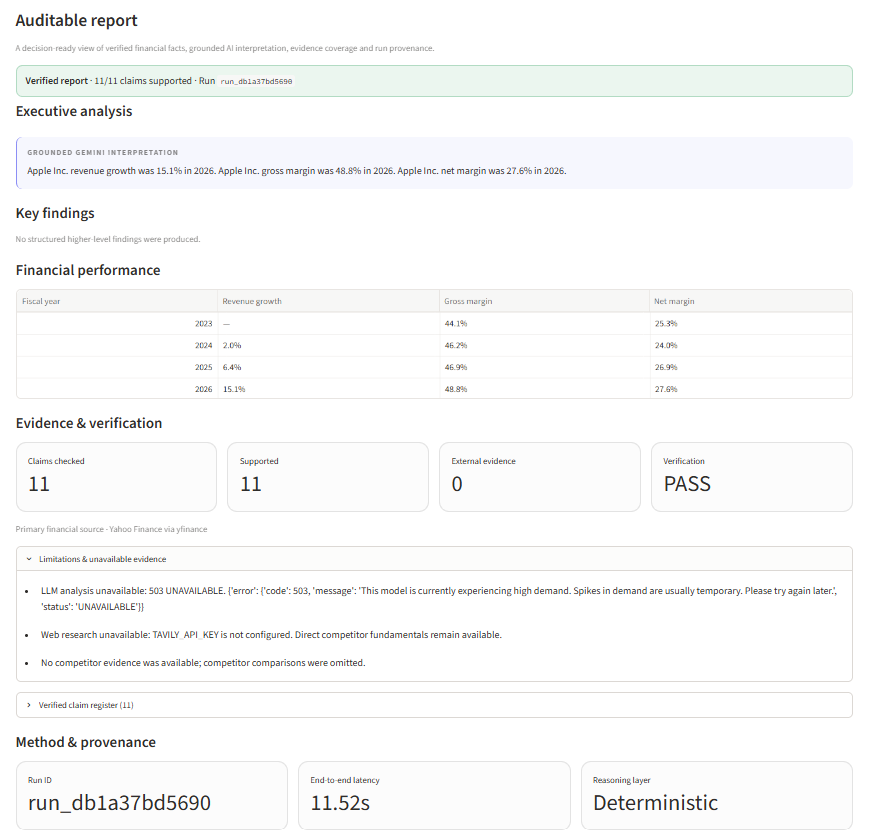 Auditable report
A decision-ready view of verified financial facts, grounded AI interpretation, evidence coverage and run provenance.
Verified report · 11/11 claims supported · Run run_db1a37bd5690
Executive analysis
GROUNDED GEMINI INTERPRETATION
Apple Inc. revenue growth was 15.1% in 2026. Apple Inc. gross margin was 48.8% in 2026. Apple Inc. net margin was 27.6% in 2026.
Key findings
No structured higher-level findings were produced.
Financial performance
Fiscal year Revenue growth Gross margin Net margin
2023 — 44.1% 25.3%
2024 2.0% 46.2% 24.0%
2025 6.4% 46.9% 26.9%
2026 15.1% 48.8% 27.6%
Evidence & verification
Claims checked Supported External evidence Verification
11 11 0 PASS
Primary financial source · Yahoo Finance via yfinance
Limitations & unavailable evidence
• LLM analysis unavailable: 503 UNAVAILABLE. {'error': {'code': 503, 'message': 'This model is currently experiencing high demand. Spikes in demand are usually temporary. Please try again later.',
'status': 'UNAVAILABLE'}}
• Web research unavailable: TAVILY_API_KEY is not configured. Direct competitor fundamentals remain available.
• No competitor evidence was available; competitor comparisons were omitted.
Verified claim register (11)
Method & provenance
Run ID End-to-end latency Reasoning layer
run_db1a37bd5690 11.52s Deterministic